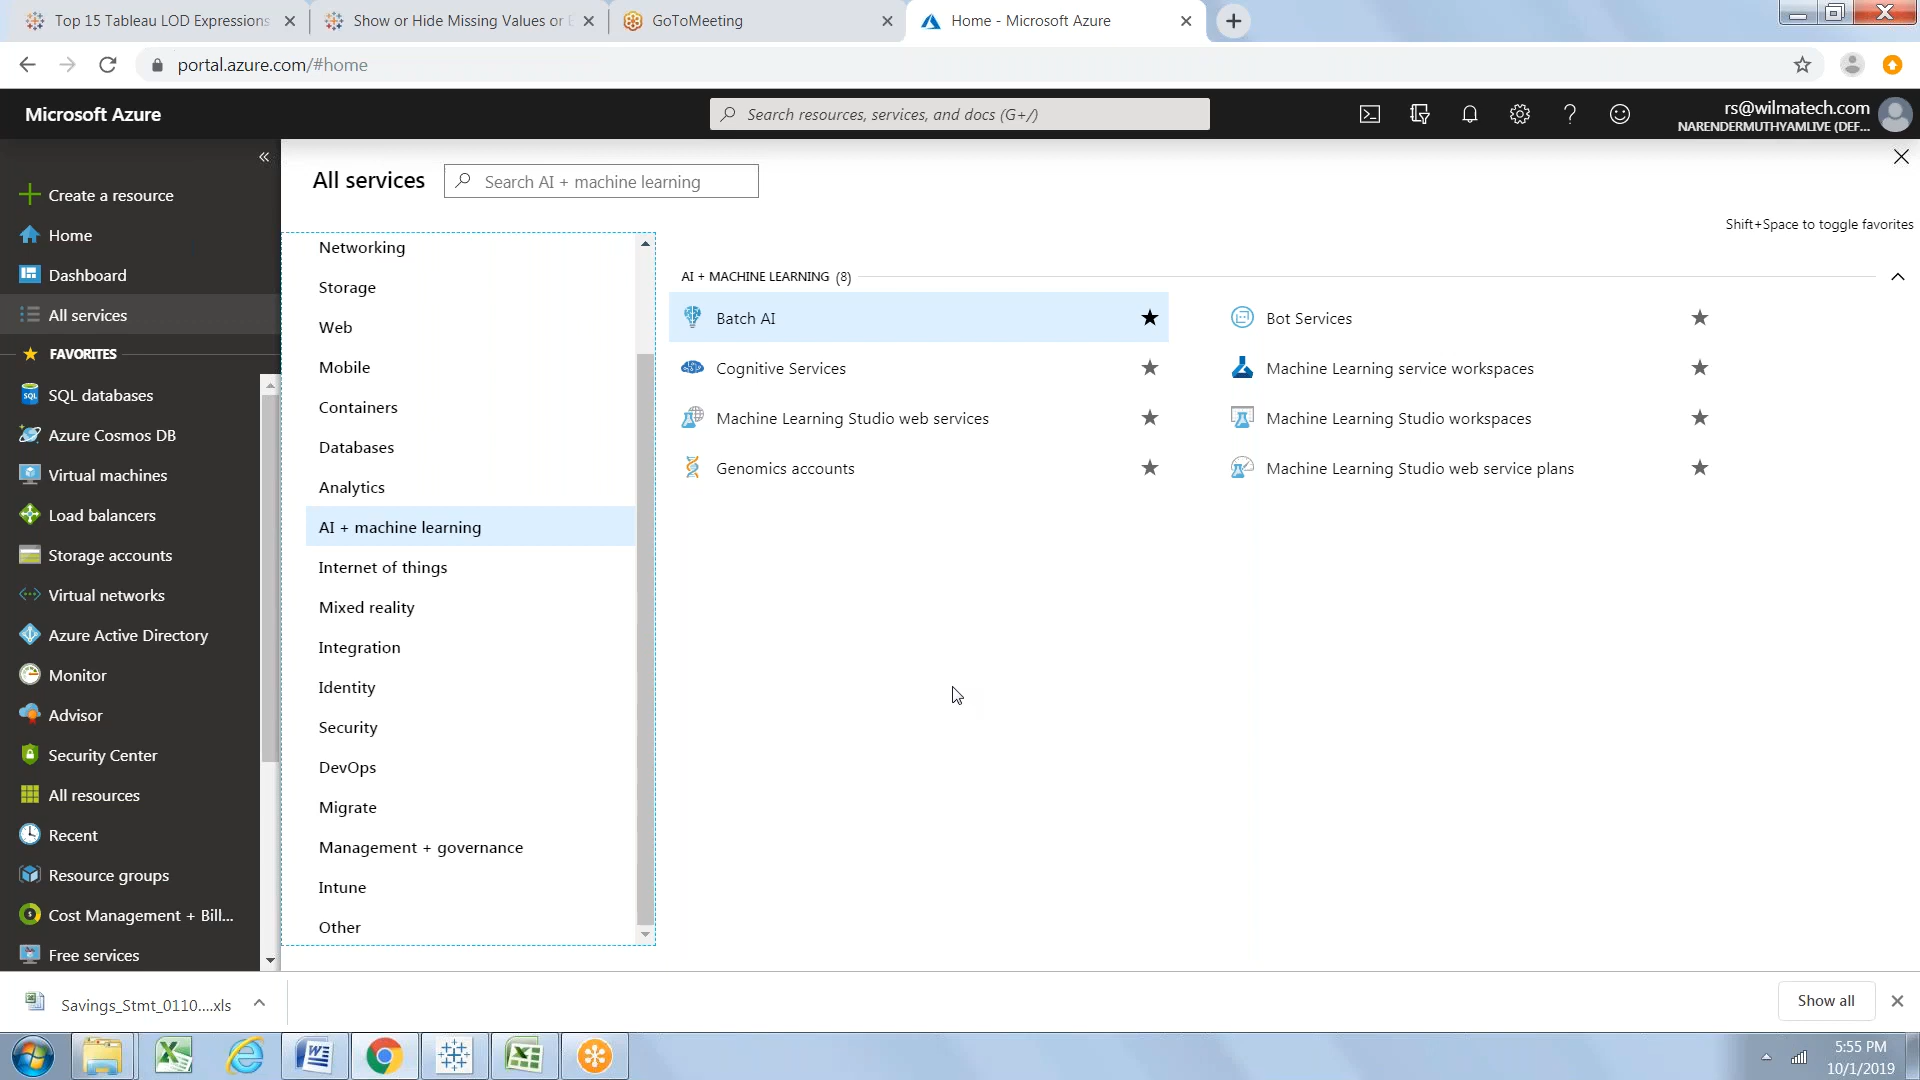 Top 15 Tableau LOD Expressions
Show or Hide Missing Values or E
GoToMeeting
Home - Microsoft Azure
portal.azure.com/#home
Microsoft Azure
Search resources, services, and docs (G+/)
rs@wilmatech.com
NARENDERMUTHYAMLIVE (DEF...
Create a resource
Home
Dashboard
All services
FAVORITES
SQL databases
Azure Cosmos DB
Virtual machines
Load balancers
Storage accounts
Virtual networks
Azure Active Directory
Monitor
Advisor
Security Center
All resources
Recent
Resource groups
Cost Management + Bill...
Free services
All services
Search AI + machine learning
Shift+Space to toggle favorites
Networking
Storage
Web
Mobile
Containers
Databases
Analytics
AI + machine learning
Internet of things
Mixed reality
Integration
Identity
Security
DevOps
Migrate
Management + governance
Intune
Other
AI + MACHINE LEARNING (8)
Batch AI
Bot Services
Cognitive Services
Machine Learning service workspaces
Machine Learning Studio web services
Machine Learning Studio workspaces
Genomics accounts
Machine Learning Studio web service plans
Savings_Stmt_0110....xls
Show all
5:55 PM
10/1/2019